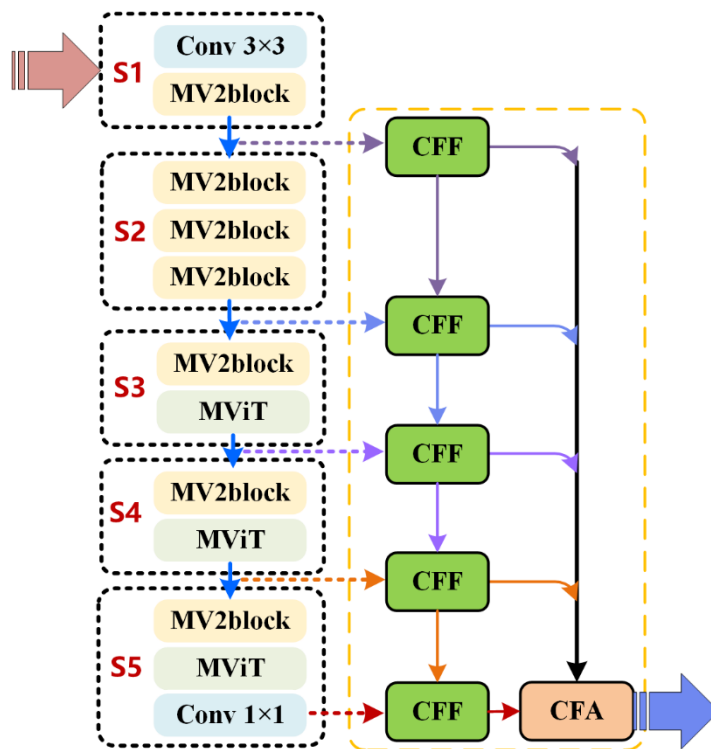 S1
Conv 3×3
MV2block
CFF
S2
MV2block
MV2block
MV2block
CFF
S3
MV2block
MViT
CFF
S4
MV2block
MViT
CFF
S5
MV2block
MViT
Conv 1×1
CFF
CFA